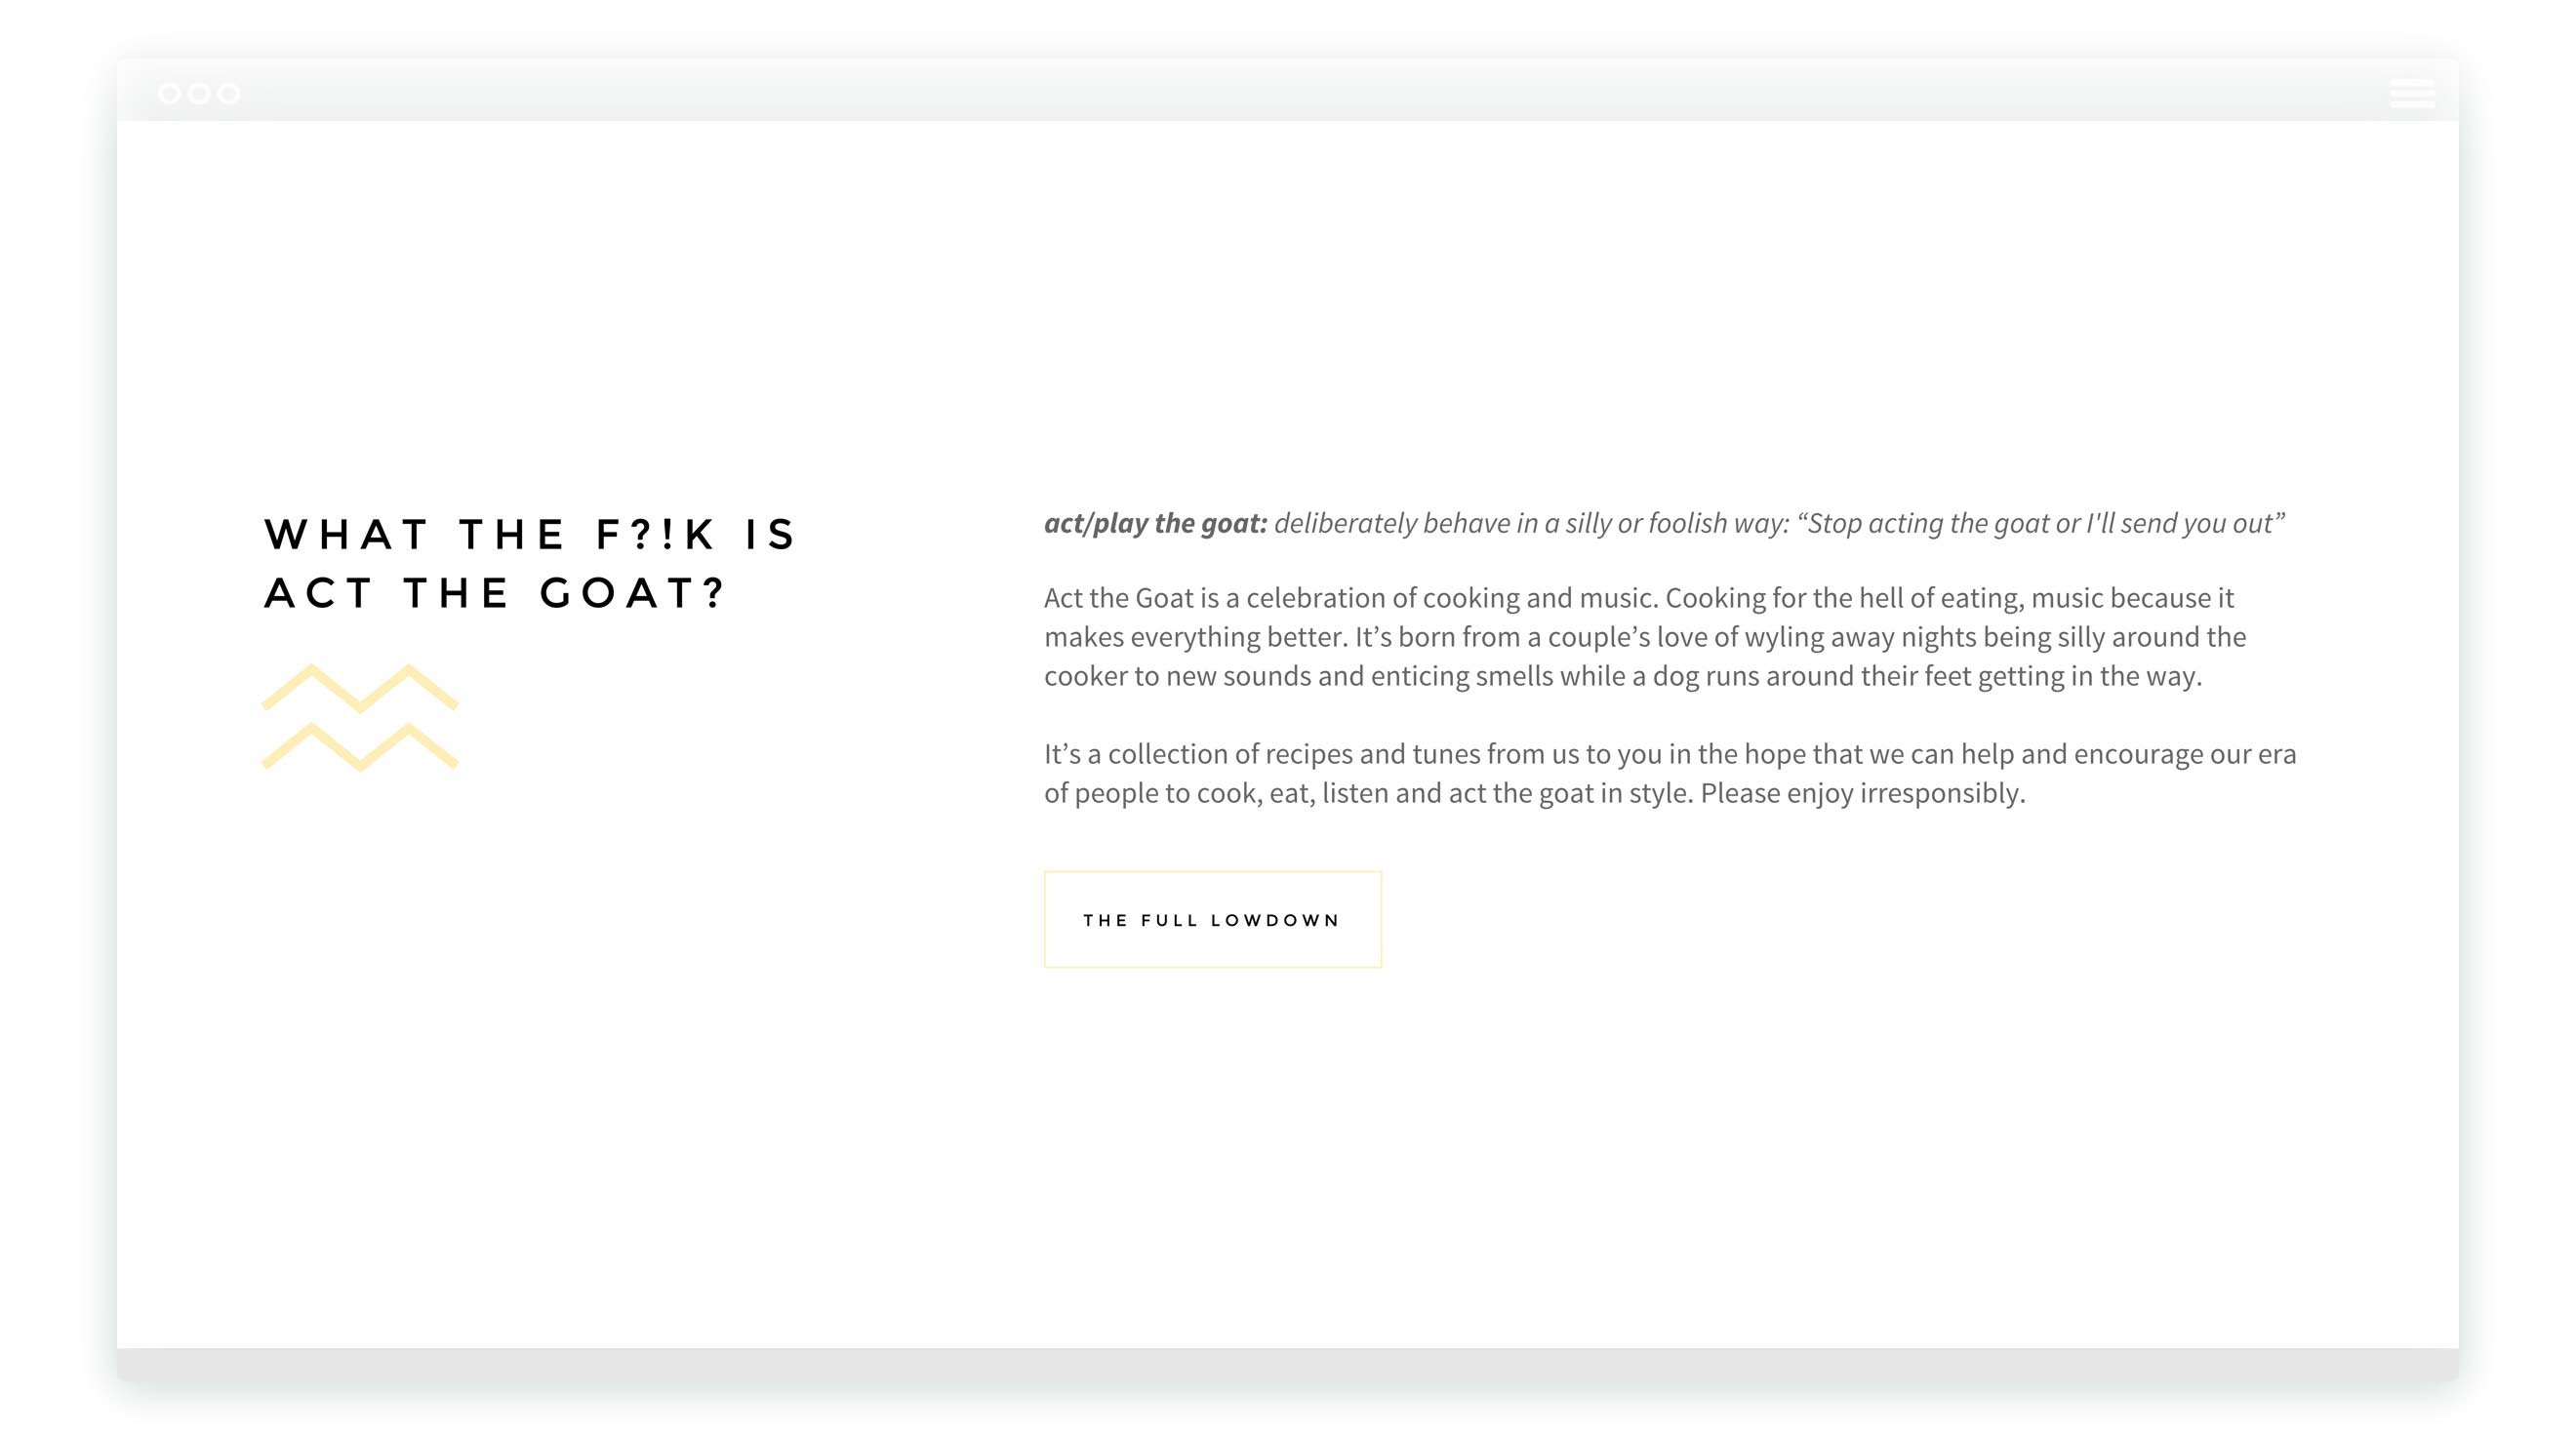 WHAT THE F?!K IS
ACT THE GOAT?
act/play the goat: deliberately behave in a silly or foolish way: “Stop acting the goat or I'll send you out”
Act the Goat is a celebration of cooking and music. Cooking for the hell of eating, music because it
makes everything better. It’s born from a couple’s love of wyling away nights being silly around the
cooker to new sounds and enticing smells while a dog runs around their feet getting in the way.
It’s a collection of recipes and tunes from us to you in the hope that we can help and encourage our era
of people to cook, eat, listen and act the goat in style. Please enjoy irresponsibly.
THE FULL LOWDOWN